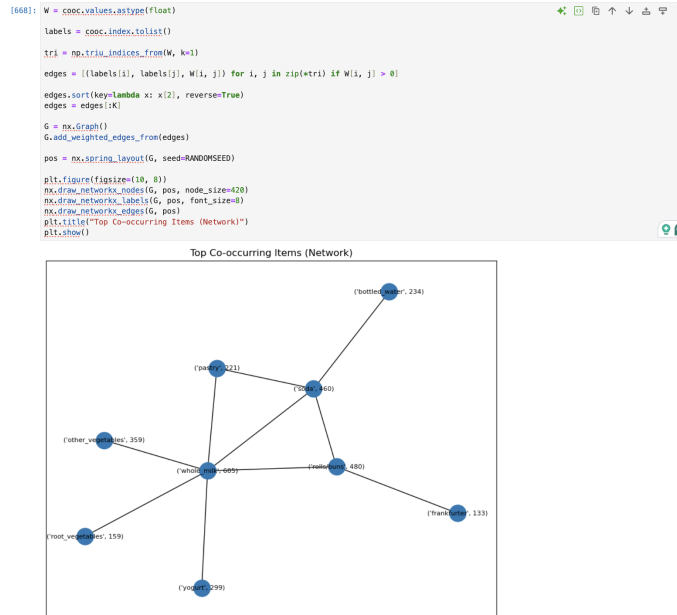 [668]: W = cooc.values.astype(float)
labels = cooc.index.tolist()
tri = np.triu_indices_from(W, k=1)
edges = [(labels[i], labels[j], W[i, j]) for i, j in zip(*tri) if W[i, j] > 0]
edges.sort(key=lambda x: x[2], reverse=True)
edges = edges[:K]
G = nx.Graph()
G.add_weighted_edges_from(edges)
pos = nx.spring_layout(G, seed=RANDOMSEED)
plt.figure(figsize=(10, 8))
nx.draw_networkx_nodes(G, pos, node_size=420)
nx.draw_networkx_labels(G, pos, font_size=8)
nx.draw_networkx_edges(G, pos)
plt.title("Top Co-occurring Items (Network)")
plt.show()
Top Co-occurring Items (Network)
('bottled_water', 234)
('pastry', 221)
('soda', 460)
('other_vegetables', 359)
('whole_milk', 605)
('rolls/buns', 480)
('frankfurter', 133)
('root_vegetables', 159)
('yogurt', 299)